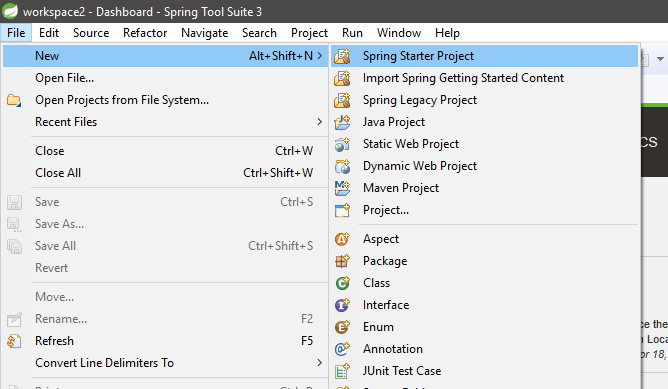 workspace2 - Dashboard - Spring Tool Suite 3
File Edit Source Refactor Navigate Search Project Run Window Help
New Alt+Shift+N
Open File...
Open Projects from File System...
Recent Files
Close Ctrl+W
Close All Ctrl+Shift+W
Save Ctrl+S
Save As...
Save All Ctrl+Shift+S
Revert
Move...
Rename... F2
Refresh F5
Convert Line Delimiters To
Spring Starter Project
Import Spring Getting Started Content
Spring Legacy Project
Java Project
Static Web Project
Dynamic Web Project
Maven Project
Project...
Aspect
Package
Class
Interface
Enum
Annotation
JUnit Test Case
CS
ce the
n Loca
or 18,